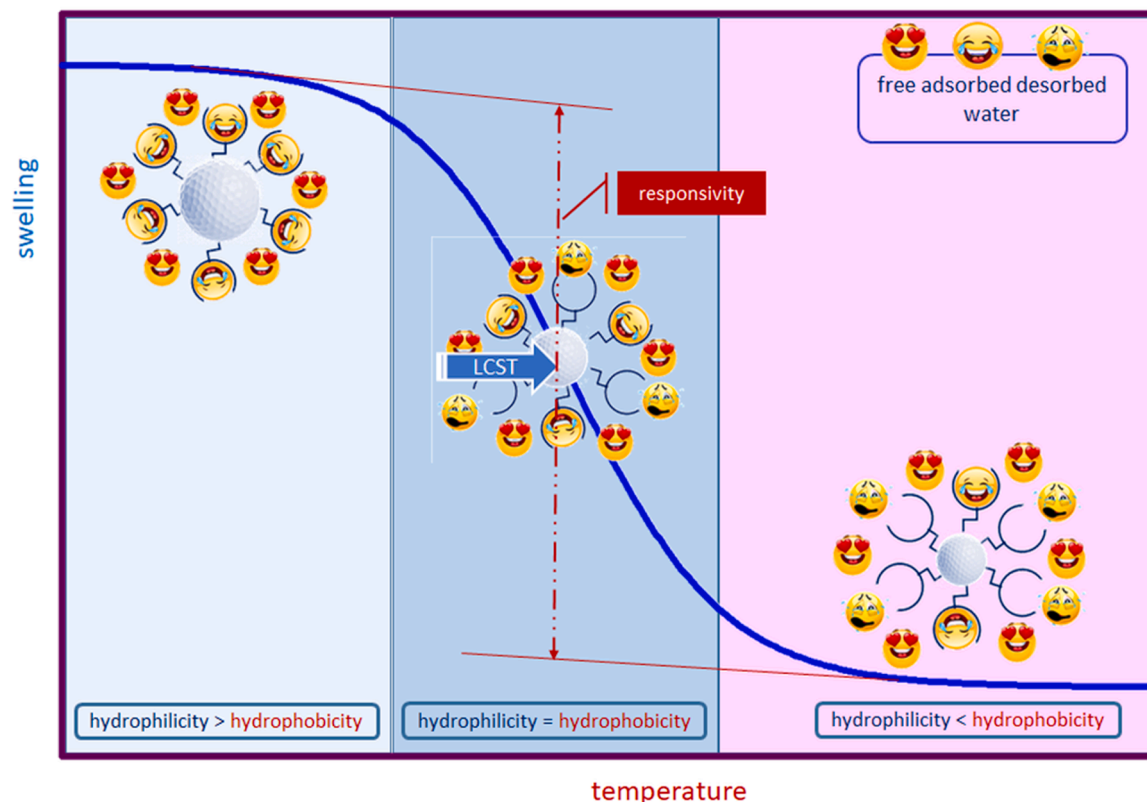 free adsorbed desorbed
water
swelling
responsivity
LCST
hydrophilicity > hydrophobicity
hydrophilicity = hydrophobicity
hydrophilicity < hydrophobicity
temperature